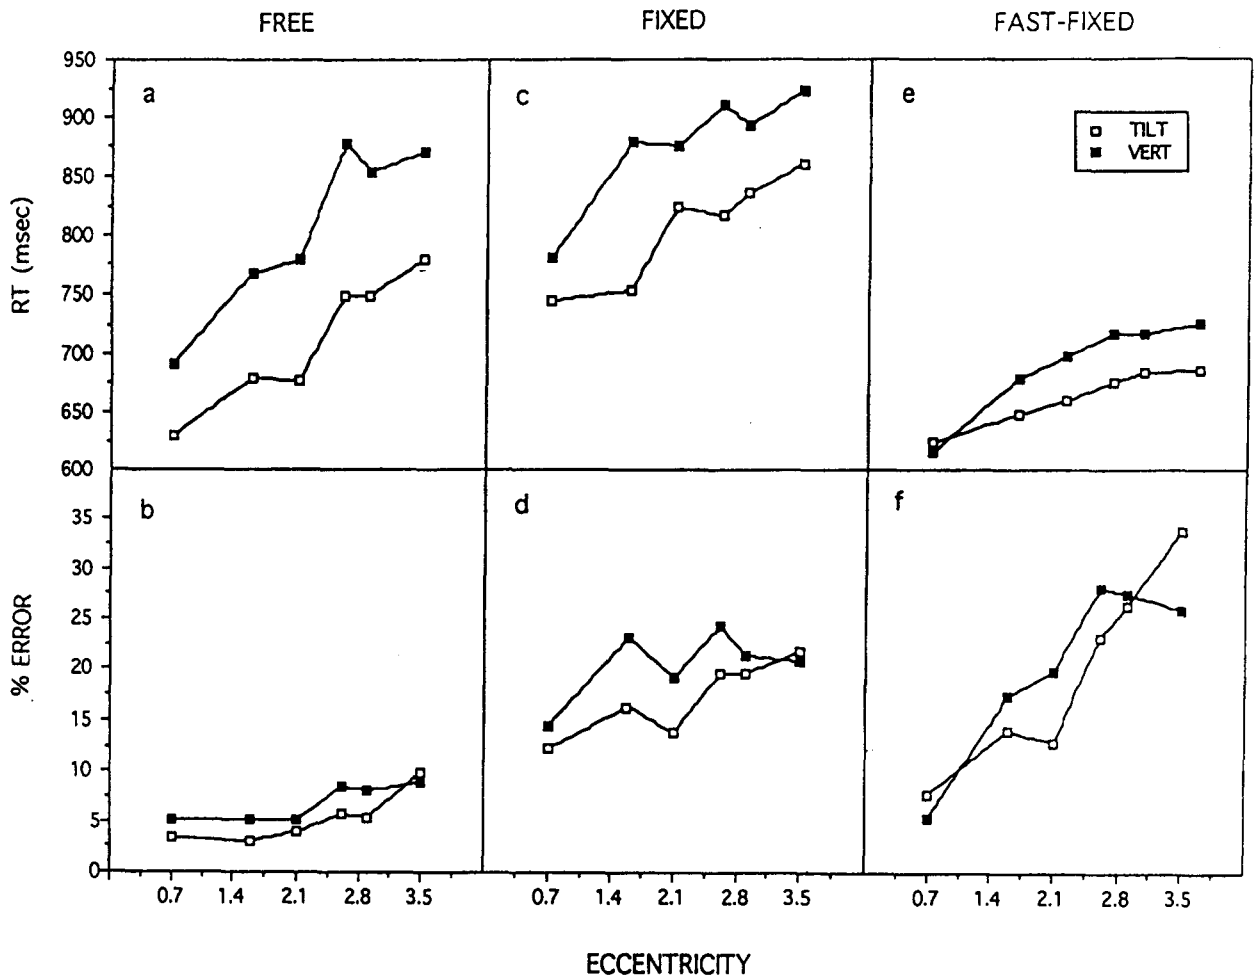 FREE FIXED FAST-FIXED
950
900
850
800
750
700
650
600
RT (msec)
a
c
e
TILT
VERT
35
30
25
20
15
10
5
0
% ERROR
b
d
f
0.7 1.4 2.1 2.8 3.5
0.7 1.4 2.1 2.8 3.5
0.7 1.4 2.1 2.8 3.5
ECCENTRICITY